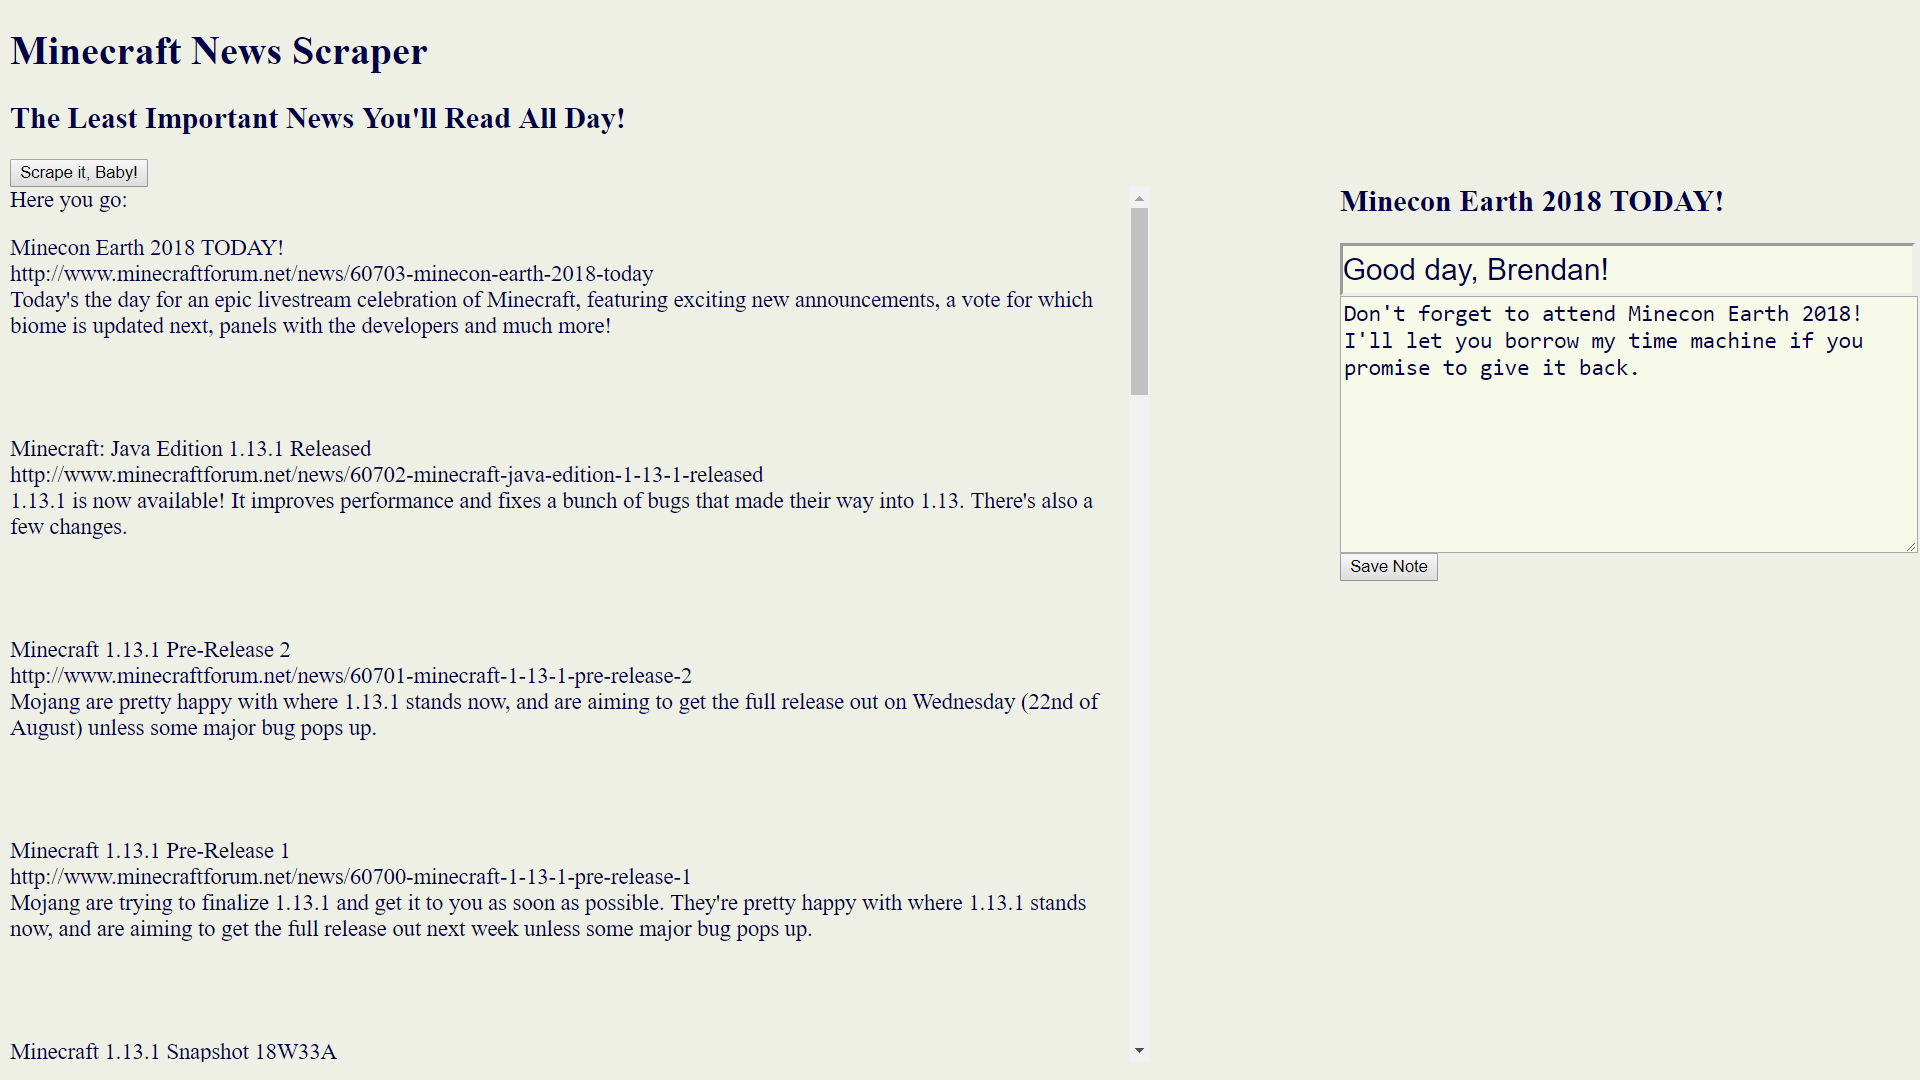 Minecraft News Scraper
The Least Important News You'll Read All Day!
Scrape it, Baby!
Here you go:
Minecon Earth 2018 TODAY!
http://www.minecraftforum.net/news/60703-minecon-earth-2018-today
Today's the day for an epic livestream celebration of Minecraft, featuring exciting new announcements, a vote for which
biome is updated next, panels with the developers and much more!
Minecraft: Java Edition 1.13.1 Released
http://www.minecraftforum.net/news/60702-minecraft-java-edition-1-13-1-released
1.13.1 is now available! It improves performance and fixes a bunch of bugs that made their way into 1.13. There's also a
few changes.
Minecraft 1.13.1 Pre-Release 2
http://www.minecraftforum.net/news/60701-minecraft-1-13-1-pre-release-2
Mojang are pretty happy with where 1.13.1 stands now, and are aiming to get the full release out on Wednesday (22nd of
August) unless some major bug pops up.
Minecraft 1.13.1 Pre-Release 1
http://www.minecraftforum.net/news/60700-minecraft-1-13-1-pre-release-1
Mojang are trying to finalize 1.13.1 and get it to you as soon as possible. They're pretty happy with where 1.13.1 stands
now, and are aiming to get the full release out next week unless some major bug pops up.
Minecraft 1.13.1 Snapshot 18W33A
Minecon Earth 2018 TODAY!
Good day, Brendan!
Don't forget to attend Minecon Earth 2018!
I'll let you borrow my time machine if you
promise to give it back.
Save Note